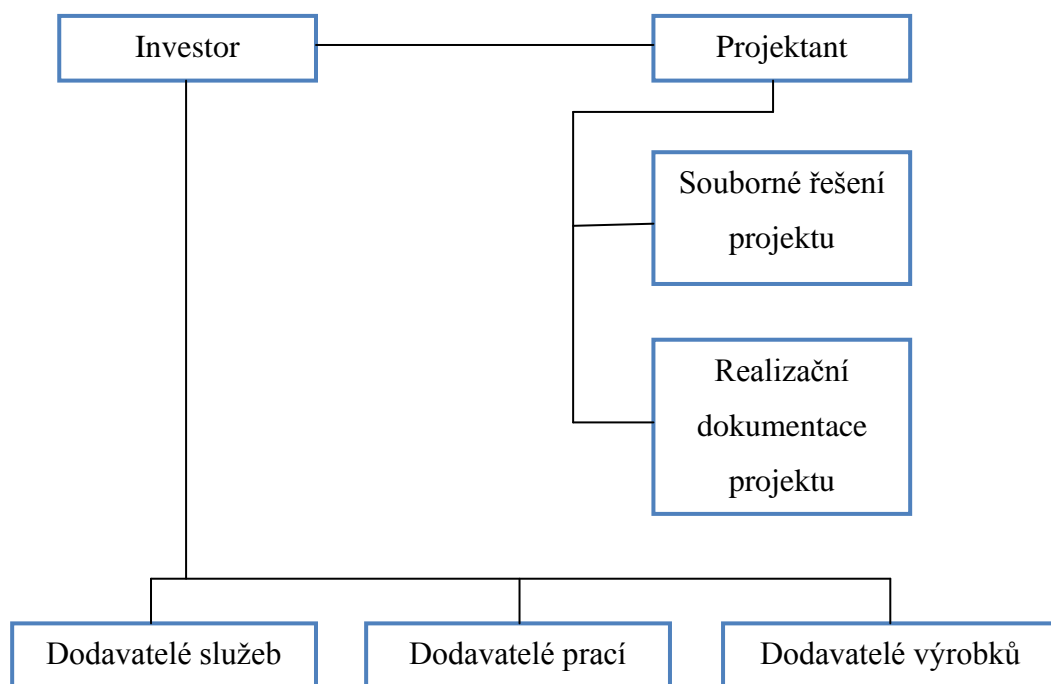 Investor
Projektant
Souborné řešení
projektu
Realizační
dokumentace
projektu
Dodavatelé služeb
Dodavatelé prací
Dodavatelé výrobků